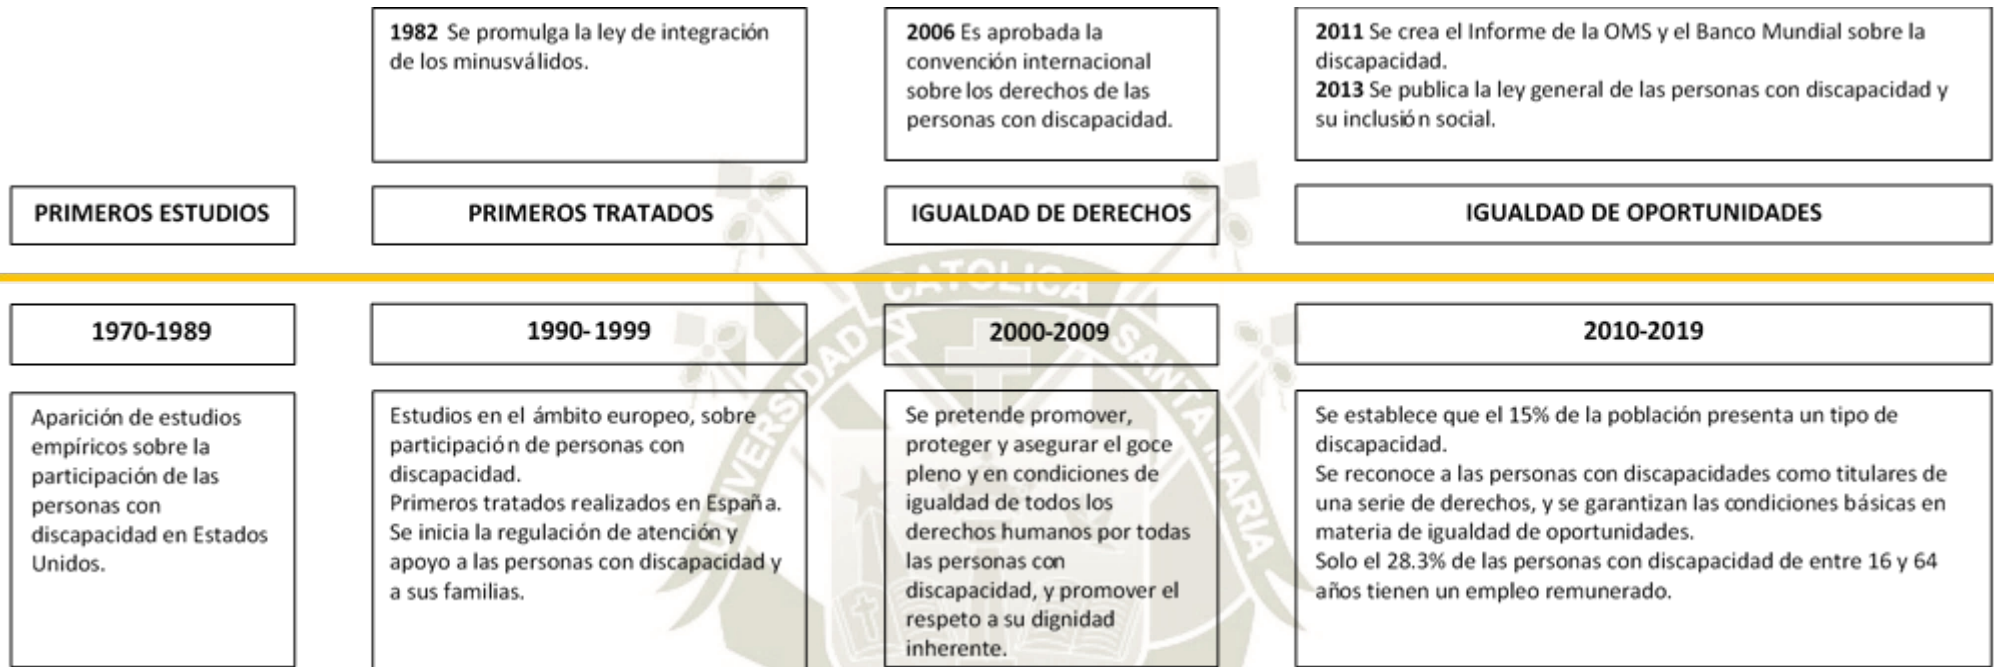 1982 Se promulga la ley de integración
de los minusválidos.
2006 Es aprobada la
convención internacional
sobre los derechos de las
personas con discapacidad.
2011 Se crea el Informe de la OMS y el Banco Mundial sobre la
discapacidad.
2013 Se publica la ley general de las personas con discapacidad y
su inclusión social.
PRIMEROS ESTUDIOS
PRIMEROS TRATADOS
IGUALDAD DE DERECHOS
IGUALDAD DE OPORTUNIDADES
1970-1989
1990-1999
2000-2009
2010-2019
Aparición de estudios
empíricos sobre la
participación de las
personas con
discapacidad en Estados
Unidos.
Estudios en el ámbito europeo, sobre
participación de personas con
discapacidad.
Primeros tratados realizados en España.
Se inicia la regulación de atención y
apoyo a las personas con discapacidad y
a sus familias.
Se pretende promover,
proteger y asegurar el goce
pleno y en condiciones de
igualdad de todos los
derechos humanos por todas
las personas con
discapacidad, y promover el
respeto a su dignidad
inherente.
Se establece que el 15% de la población presenta un tipo de
discapacidad.
Se reconoce a las personas con discapacidades como titulares de
una serie de derechos, y se garantizan las condiciones básicas en
materia de igualdad de oportunidades.
Solo el 28.3% de las personas con discapacidad de entre 16 y 64
años tienen un empleo remunerado.
UNIVERSIDAD CATOLICA SANTA MARIA